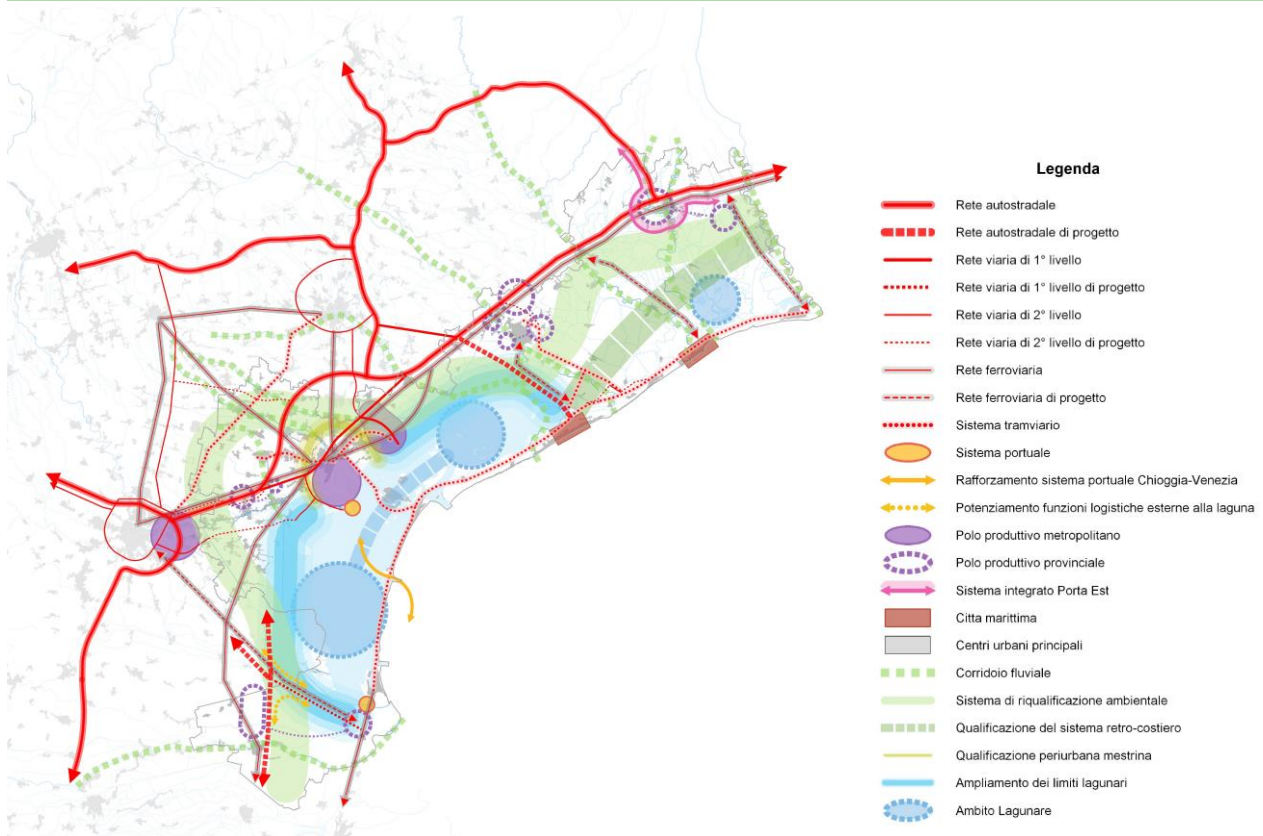 Legenda
Rete autostradale
Rete autostradale di progetto
Rete viaria di 1° livello
Rete viaria di 1° livello di progetto
Rete viaria di 2° livello
Rete viaria di 2° livello di progetto
Rete ferroviaria
Rete ferroviaria di progetto
Sistema tramviario
Sistema portuale
Rafforzamento sistema portuale Chioggia-Venezia
Potenziamento funzioni logistiche esterne alla laguna
Polo produttivo metropolitano
Polo produttivo provinciale
Sistema integrato Porta Est
Citta marittima
Centri urbani principali
Corridoio fluviale
Sistema di riqualificazione ambientale
Qualificazione del sistema retro-costiero
Qualificazione periurbana mestrina
Ampliamento dei limiti lagunari
Ambito Lagunare